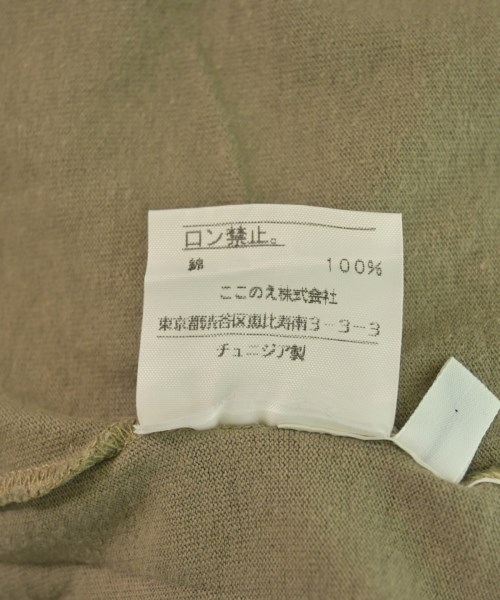 ロン禁止。
綿 100%
ここのえ株式会社
東京都渋谷区恵比寿南3-3-3
チュニジア製